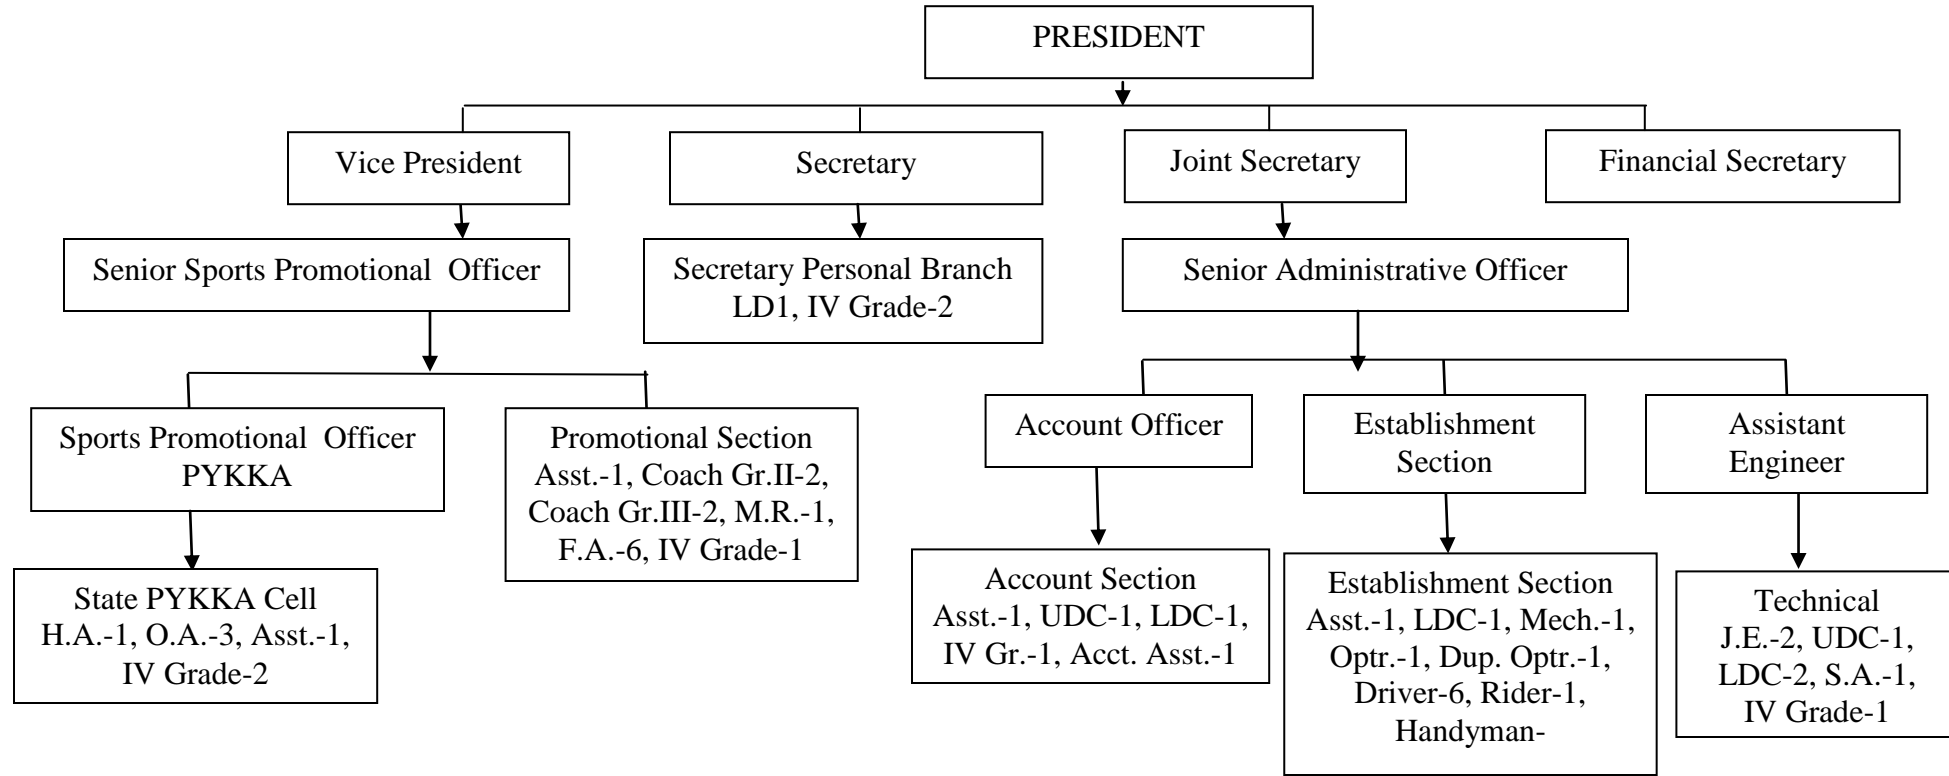 PRESIDENT
Vice President
Secretary
Joint Secretary
Financial Secretary
Senior Sports Promotional  Officer
Secretary Personal Branch
LD1, IV Grade-2
Senior Administrative Officer
Sports Promotional  Officer
PYKKA
Promotional Section
Asst.-1, Coach Gr.II-2,
Coach Gr.III-2, M.R.-1,
F.A.-6, IV Grade-1
Account Officer
Establishment
Section
Assistant
Engineer
State PYKKA Cell
H.A.-1, O.A.-3, Asst.-1,
IV Grade-2
Account Section
Asst.-1, UDC-1, LDC-1,
IV Gr.-1, Acct. Asst.-1
Establishment Section
Asst.-1, LDC-1, Mech.-1,
Optr.-1, Dup. Optr.-1,
Driver-6, Rider-1,
Handyman-
Technical
J.E.-2, UDC-1,
LDC-2, S.A.-1,
IV Grade-1